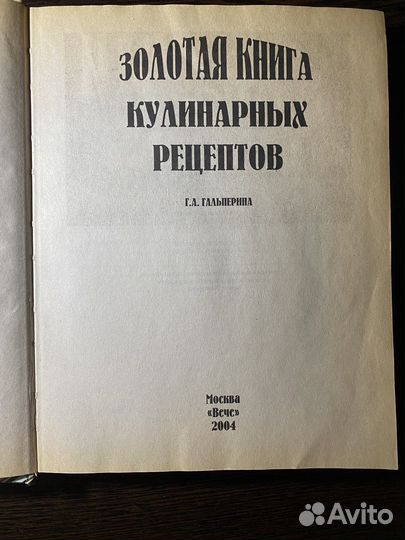 ЗОЛОТАЯ КНИГА
КУЛИНАРНЫХ
РЕЦЕПТОВ
Г.А. ГАЛЬПЕРИНА
Москва
«Вече»
2004
Avito